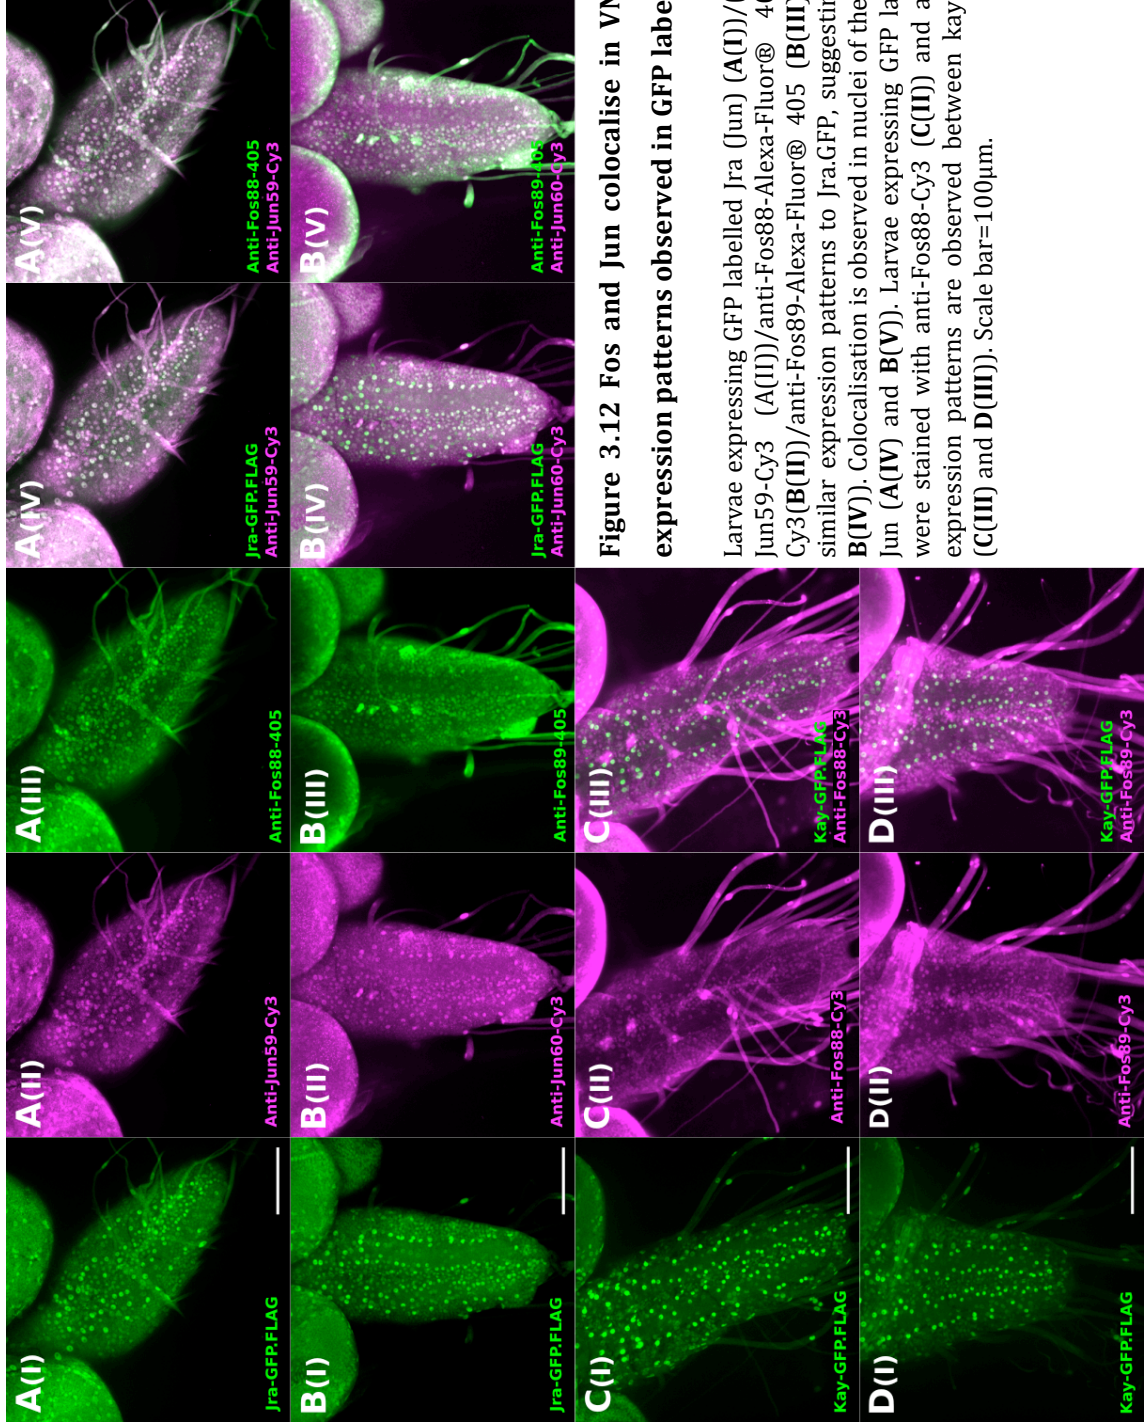 A(I)
Jra-GFP.FLAG
A(II)
Anti-Jun59-Cy3
A(III)
Anti-Fos88-405
A(IV)
Jra-GFP.FLAG
Anti-Jun59-Cy3
A(V)
Anti-Fos88-405
Anti-Jun59-Cy3
B(I)
Jra-GFP.FLAG
B(II)
Anti-Jun60-Cy3
B(III)
Anti-Fos89-405
B(IV)
Jra-GFP.FLAG
Anti-Jun60-Cy3
B(V)
Anti-Fos89-405
Anti-Jun60-Cy3
C(I)
Kay-GFP.FLAG
C(II)
Anti-Fos88-Cy3
C(III)
Kay-GFP.FLAG
Anti-Fos88-Cy3
D(I)
Kay-GFP.FLAG
D(II)
Anti-Fos89-Cy3
D(III)
Kay-GFP.FLAG
Anti-Fos89-Cy3
Figure 3.12 Fos and Jun colocalise in
expression patterns observed in GFP
Larvae expressing GFP labelled Jra (Jun) (A(I))/
Jun59-Cy3 (A(II))/anti-Fos88-Alexa-Fluor®
Cy3(B(II))/anti-Fos89-Alexa-Fluor® 405 (B(III)
similar expression patterns to Jra.GFP,
B(IV)). Colocalisation is observed in nuclei of the
Jun (A(IV) and B(V)). Larvae expressing GFP
were stained with anti-Fos88-Cy3 (C(II)) and
expression patterns are observed between kay
(C(III) and D(III)). Scale bar=100μm.